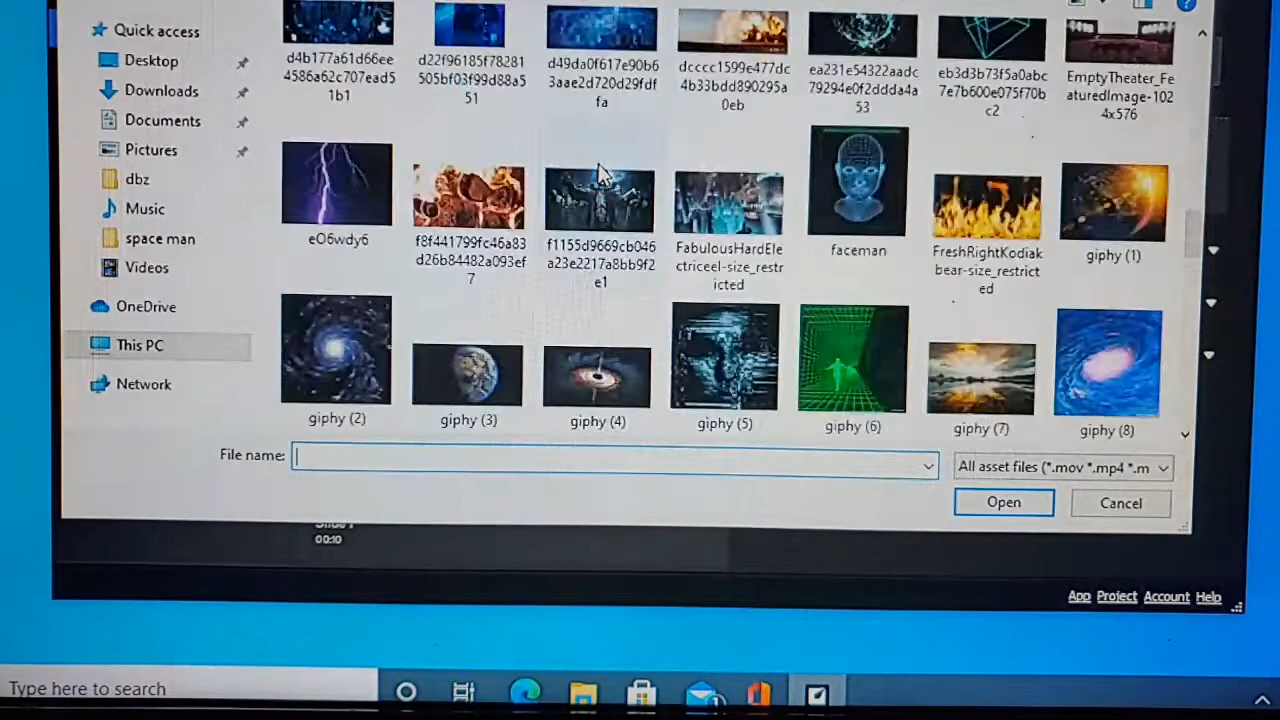 Quick access
Desktop
Downloads
Documents
Pictures
dbz
Music
space man
Videos
OneDrive
This PC
Network
d4b177a61d66ee
4586a62c707ead5
1b1
d22f96185f78281
505bf03f99d88a5
51
d49da0f617e90b6
3aae2d720d29fdf
fa
dcccc1599e477dc
4b33bdd890295a
0eb
ea231e54322aadc
79294e0f2ddda4a
53
eb3d3b73f5a0abc
7e7b600e075f70b
c2
EmptyTheater_Fe
aturedImage-102
4x576
eO6wdy6
f8f441799fc46a83
d26b84482a093ef
7
f1155d9669cb046
a23e2217a8bb9f2
e1
FabulousHardEle
ctriceel-size_restr
icted
faceman
FreshRightKodiak
bear-size_restrict
ed
giphy (1)
giphy (2)
giphy (3)
giphy (4)
giphy (5)
giphy (6)
giphy (7)
giphy (8)
File name:
All asset files (*.mov *.mp4 *.m
Open
Cancel
00:10
App Project Account Help
Type here to search